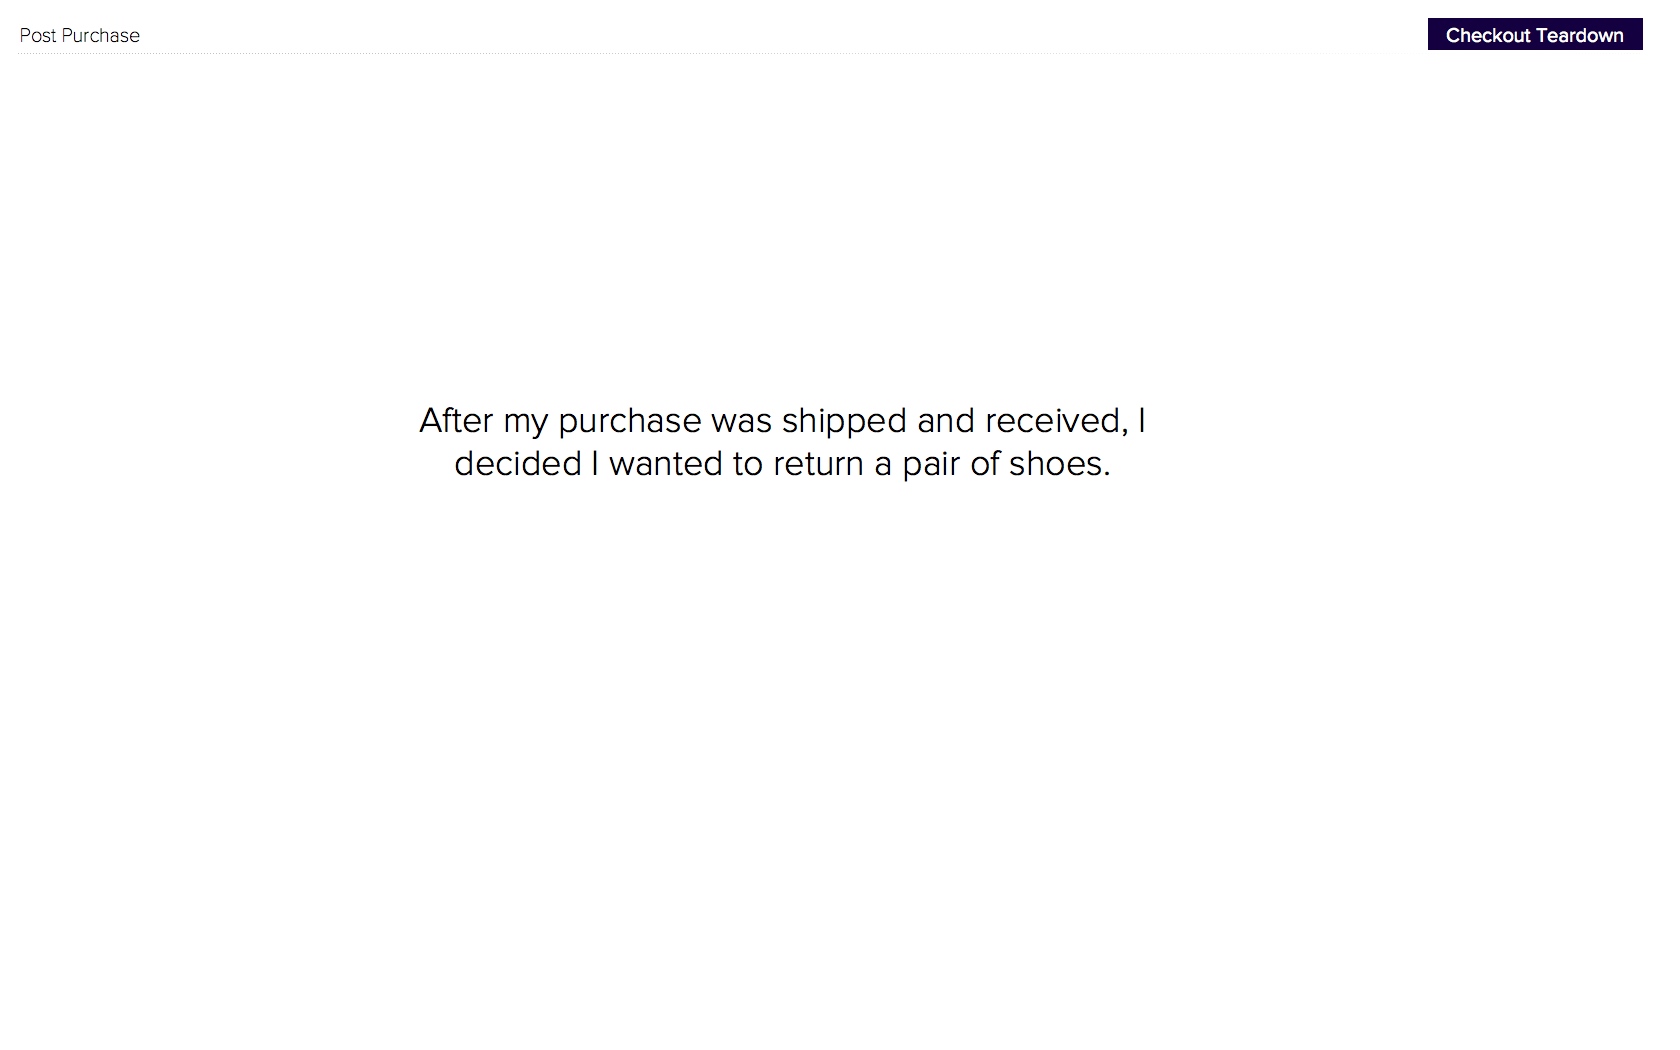 Post Purchase
Checkout Teardown
After my purchase was shipped and received, I
decided I wanted to return a pair of shoes.